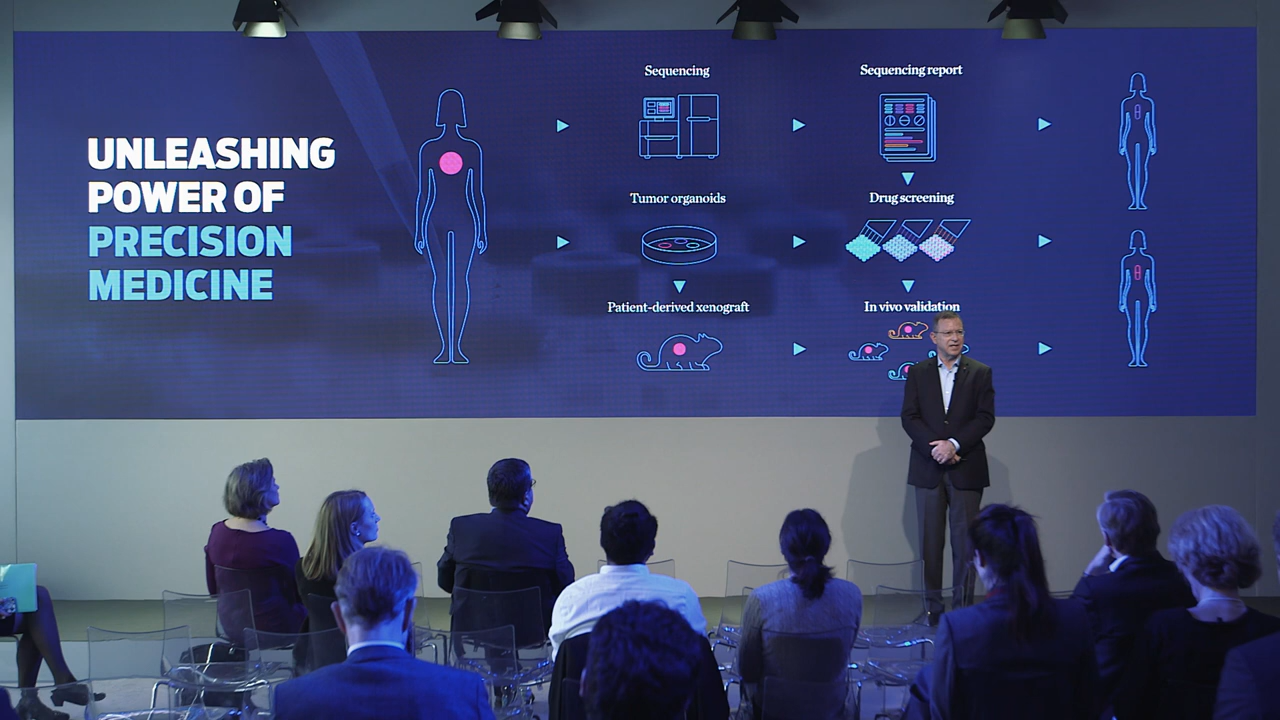 UNLEASHING
POWER OF
PRECISION
MEDICINE
Sequencing
Sequencing report
Tumor organoids
Drug screening
Patient-derived xenograft
In vivo validation